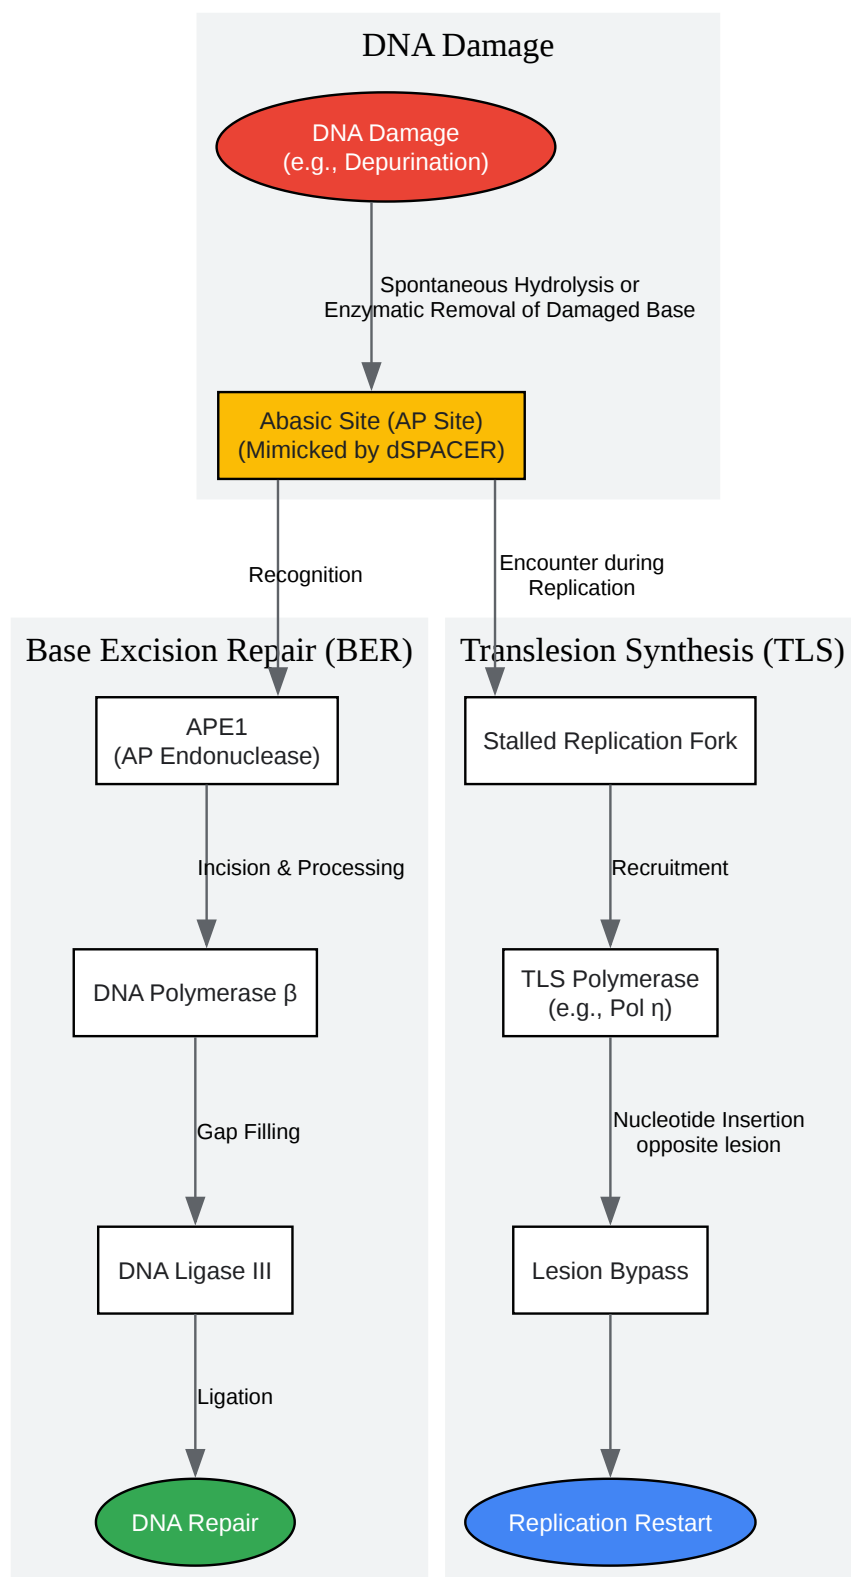 DNA Damage
DNA Damage
(e.g., Depurination)
Spontaneous Hydrolysis or
Enzymatic Removal of Damaged Base
Abasic Site (AP Site)
(Mimicked by dSPACER)
Recognition
Encounter during
Replication
Base Excision Repair (BER)
APE1
(AP Endonuclease)
Incision & Processing
DNA Polymerase β
Gap Filling
DNA Ligase III
Ligation
DNA Repair
Translesion Synthesis (TLS)
Stalled Replication Fork
Recruitment
TLS Polymerase
(e.g., Pol η)
Nucleotide Insertion
opposite lesion
Lesion Bypass
Replication Restart